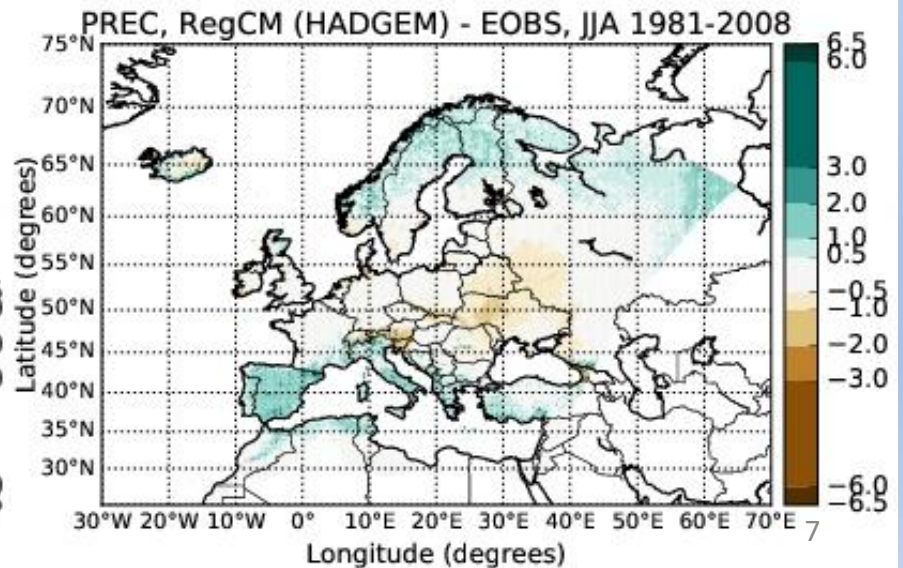 PREC, RegCM (HADGEM) - EOBS, JJA 1981-2008
75°N
70°N
65°N
60°N
55°N
50°N
45°N
40°N
35°N
30°N
Latitude (degrees)
30°W 20°W 10°W 0° 10°E 20°E 30°E 40°E 50°E 60°E 70°E
Longitude (degrees)
6.5
6.0
3.0
2.0
1.0
0.5
−0.5
−1.0
−2.0
−3.0
−6.0
−6.5
7